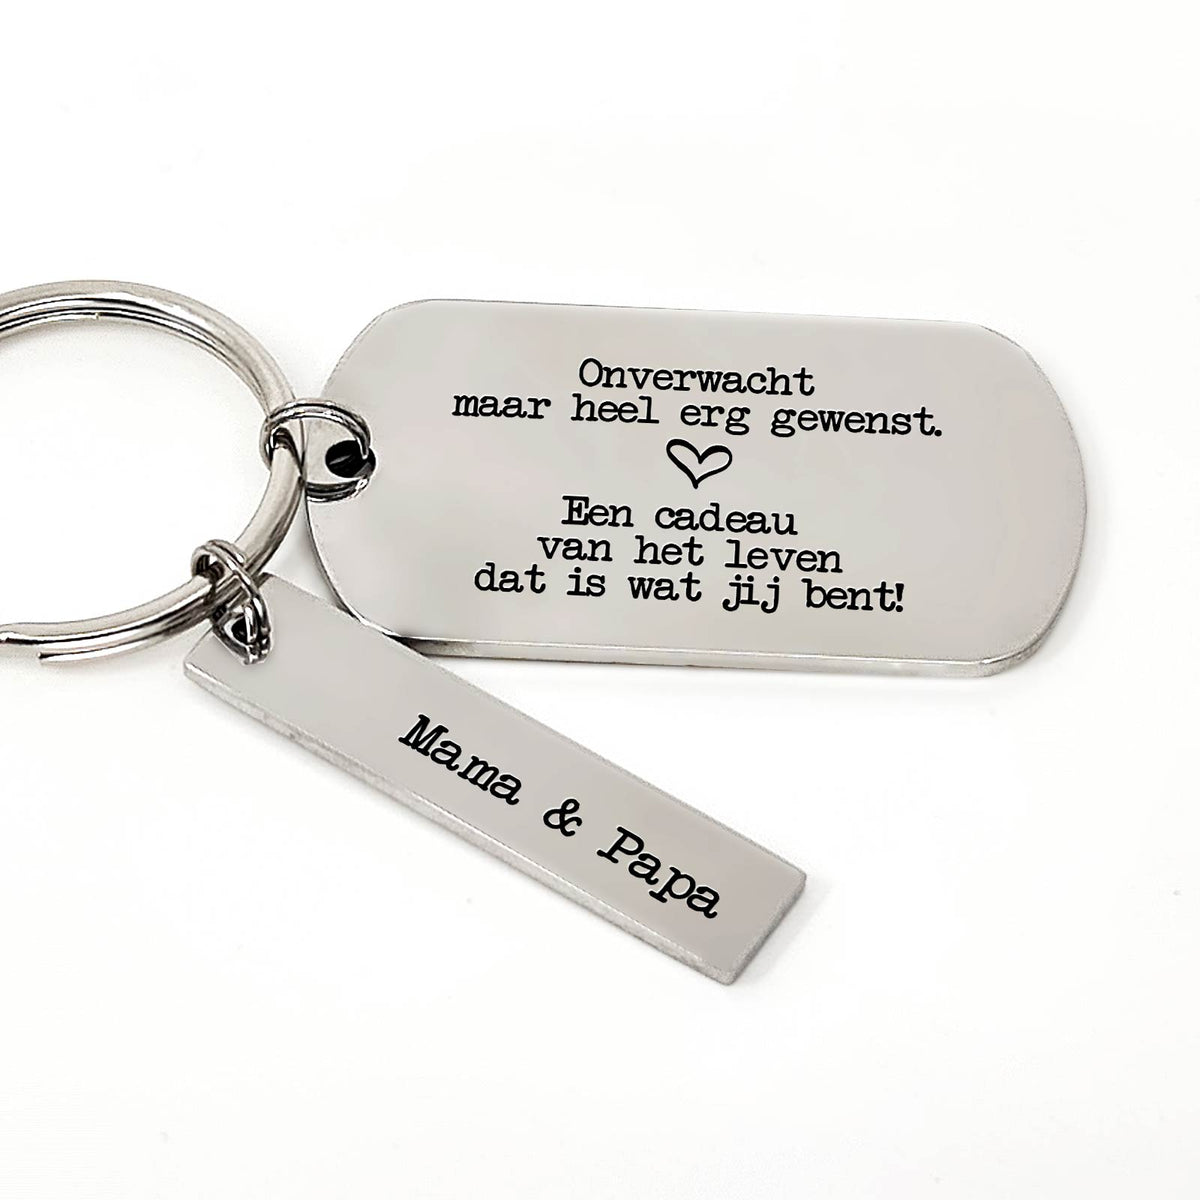 Onverwacht
maar heel erg gewenst.
Een cadeau
van het leven
dat is wat jij bent!
Mama & Papa